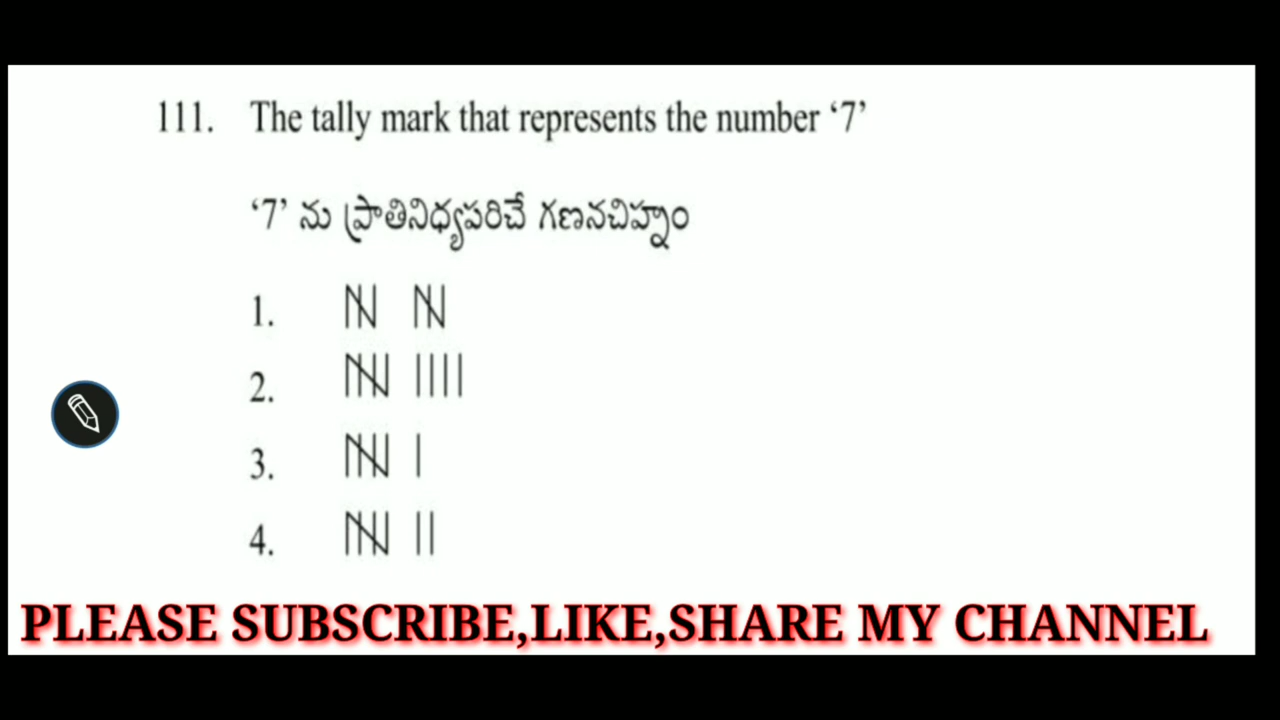 111. The tally mark that represents the number ‘7’
‘7’ ను ప్రాతినిధ్యపరిచే గణనచిహ్నం
1.
2. ||||
3. |
4. ||
PLEASE SUBSCRIBE,LIKE,SHARE MY CHANNEL